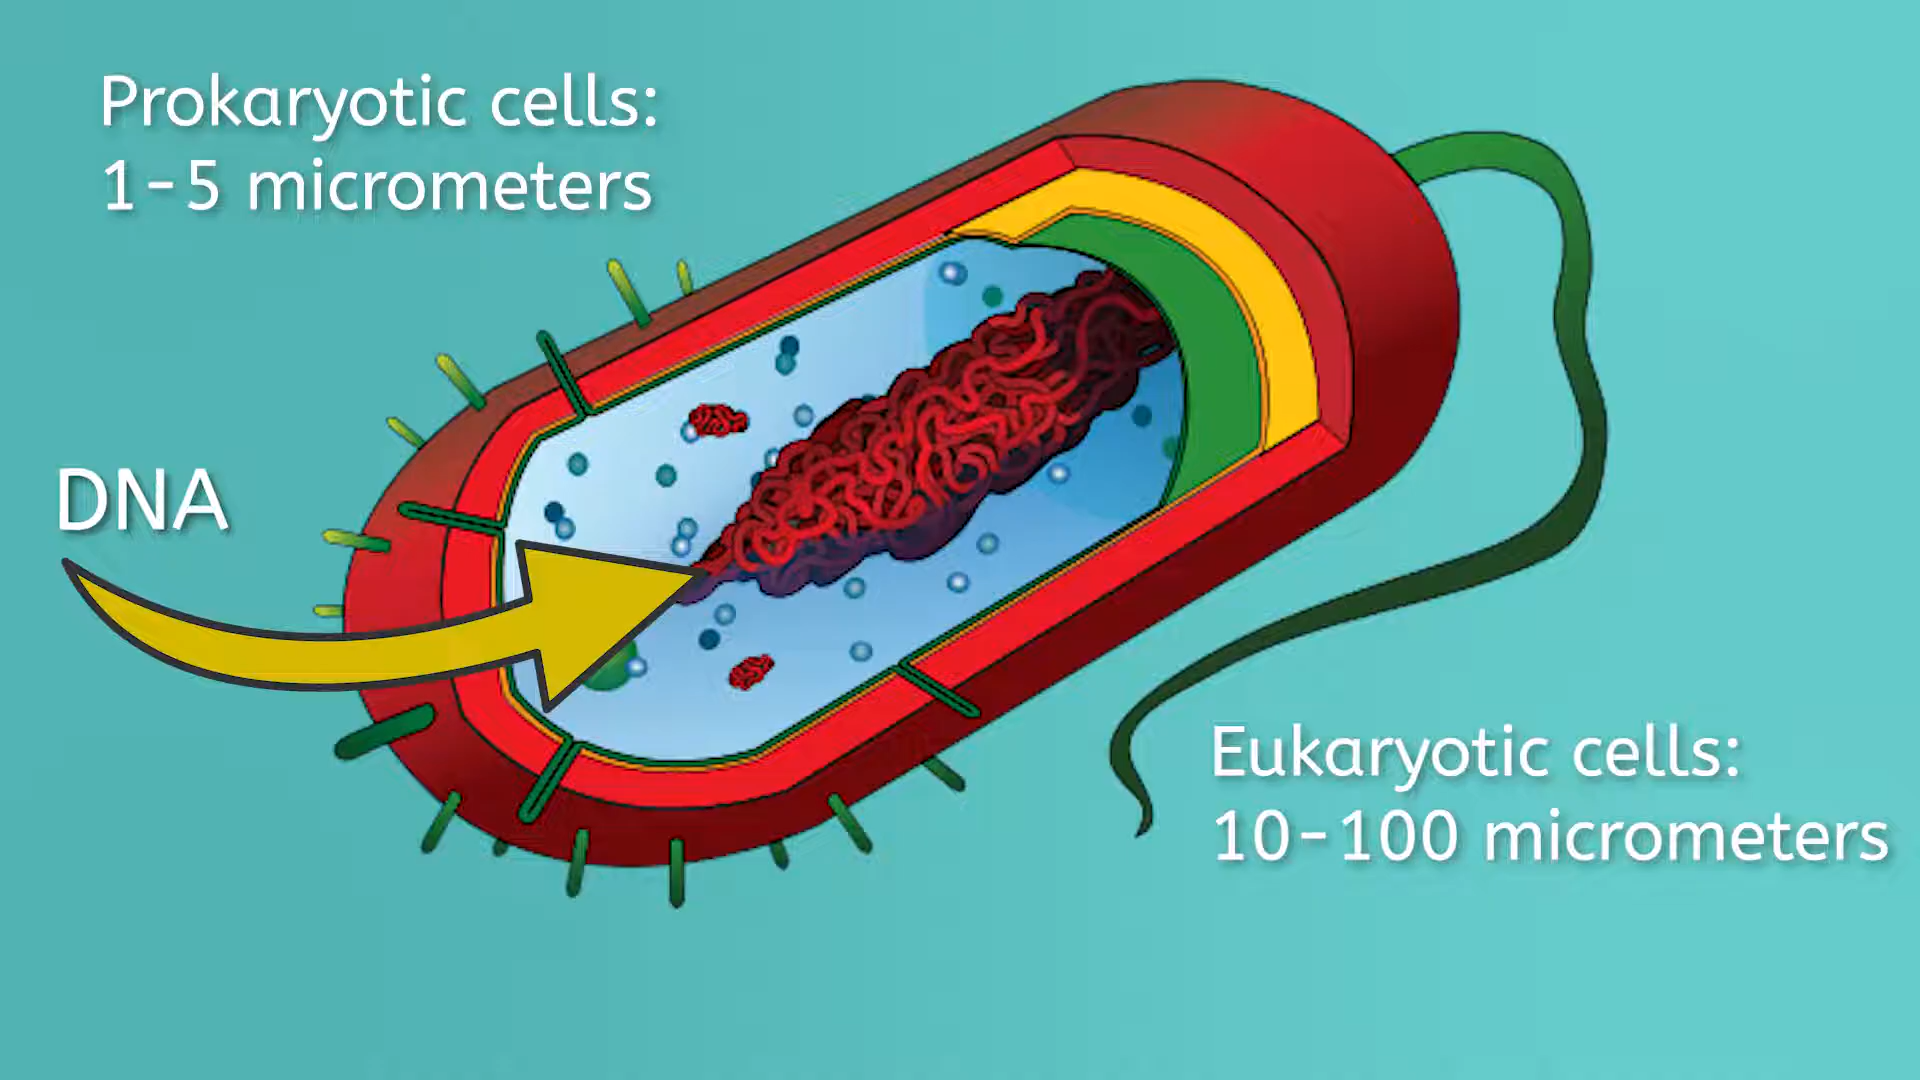 Prokaryotic cells:
1-5 micrometers
DNA
Eukaryotic cells:
10-100 micrometers